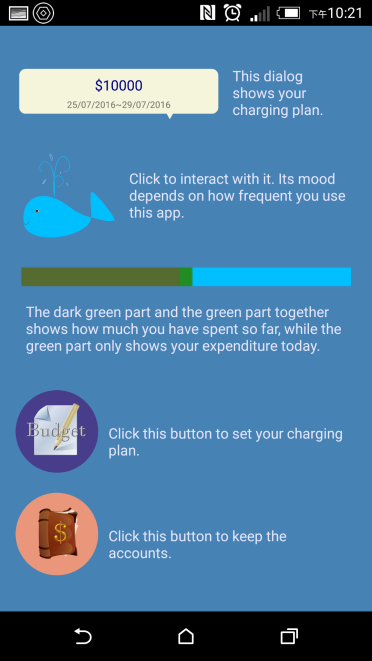 下午10:21
$10000
25/07/2016~29/07/2016
This dialog
shows your
charging plan.
Click to interact with it. Its mood
depends on how frequent you use
this app.
The dark green part and the green part together
shows how much you have spent so far, while the
green part only shows your expenditure today.
Budget
Click this button to set your charging
plan.
$
Click this button to keep the
accounts.